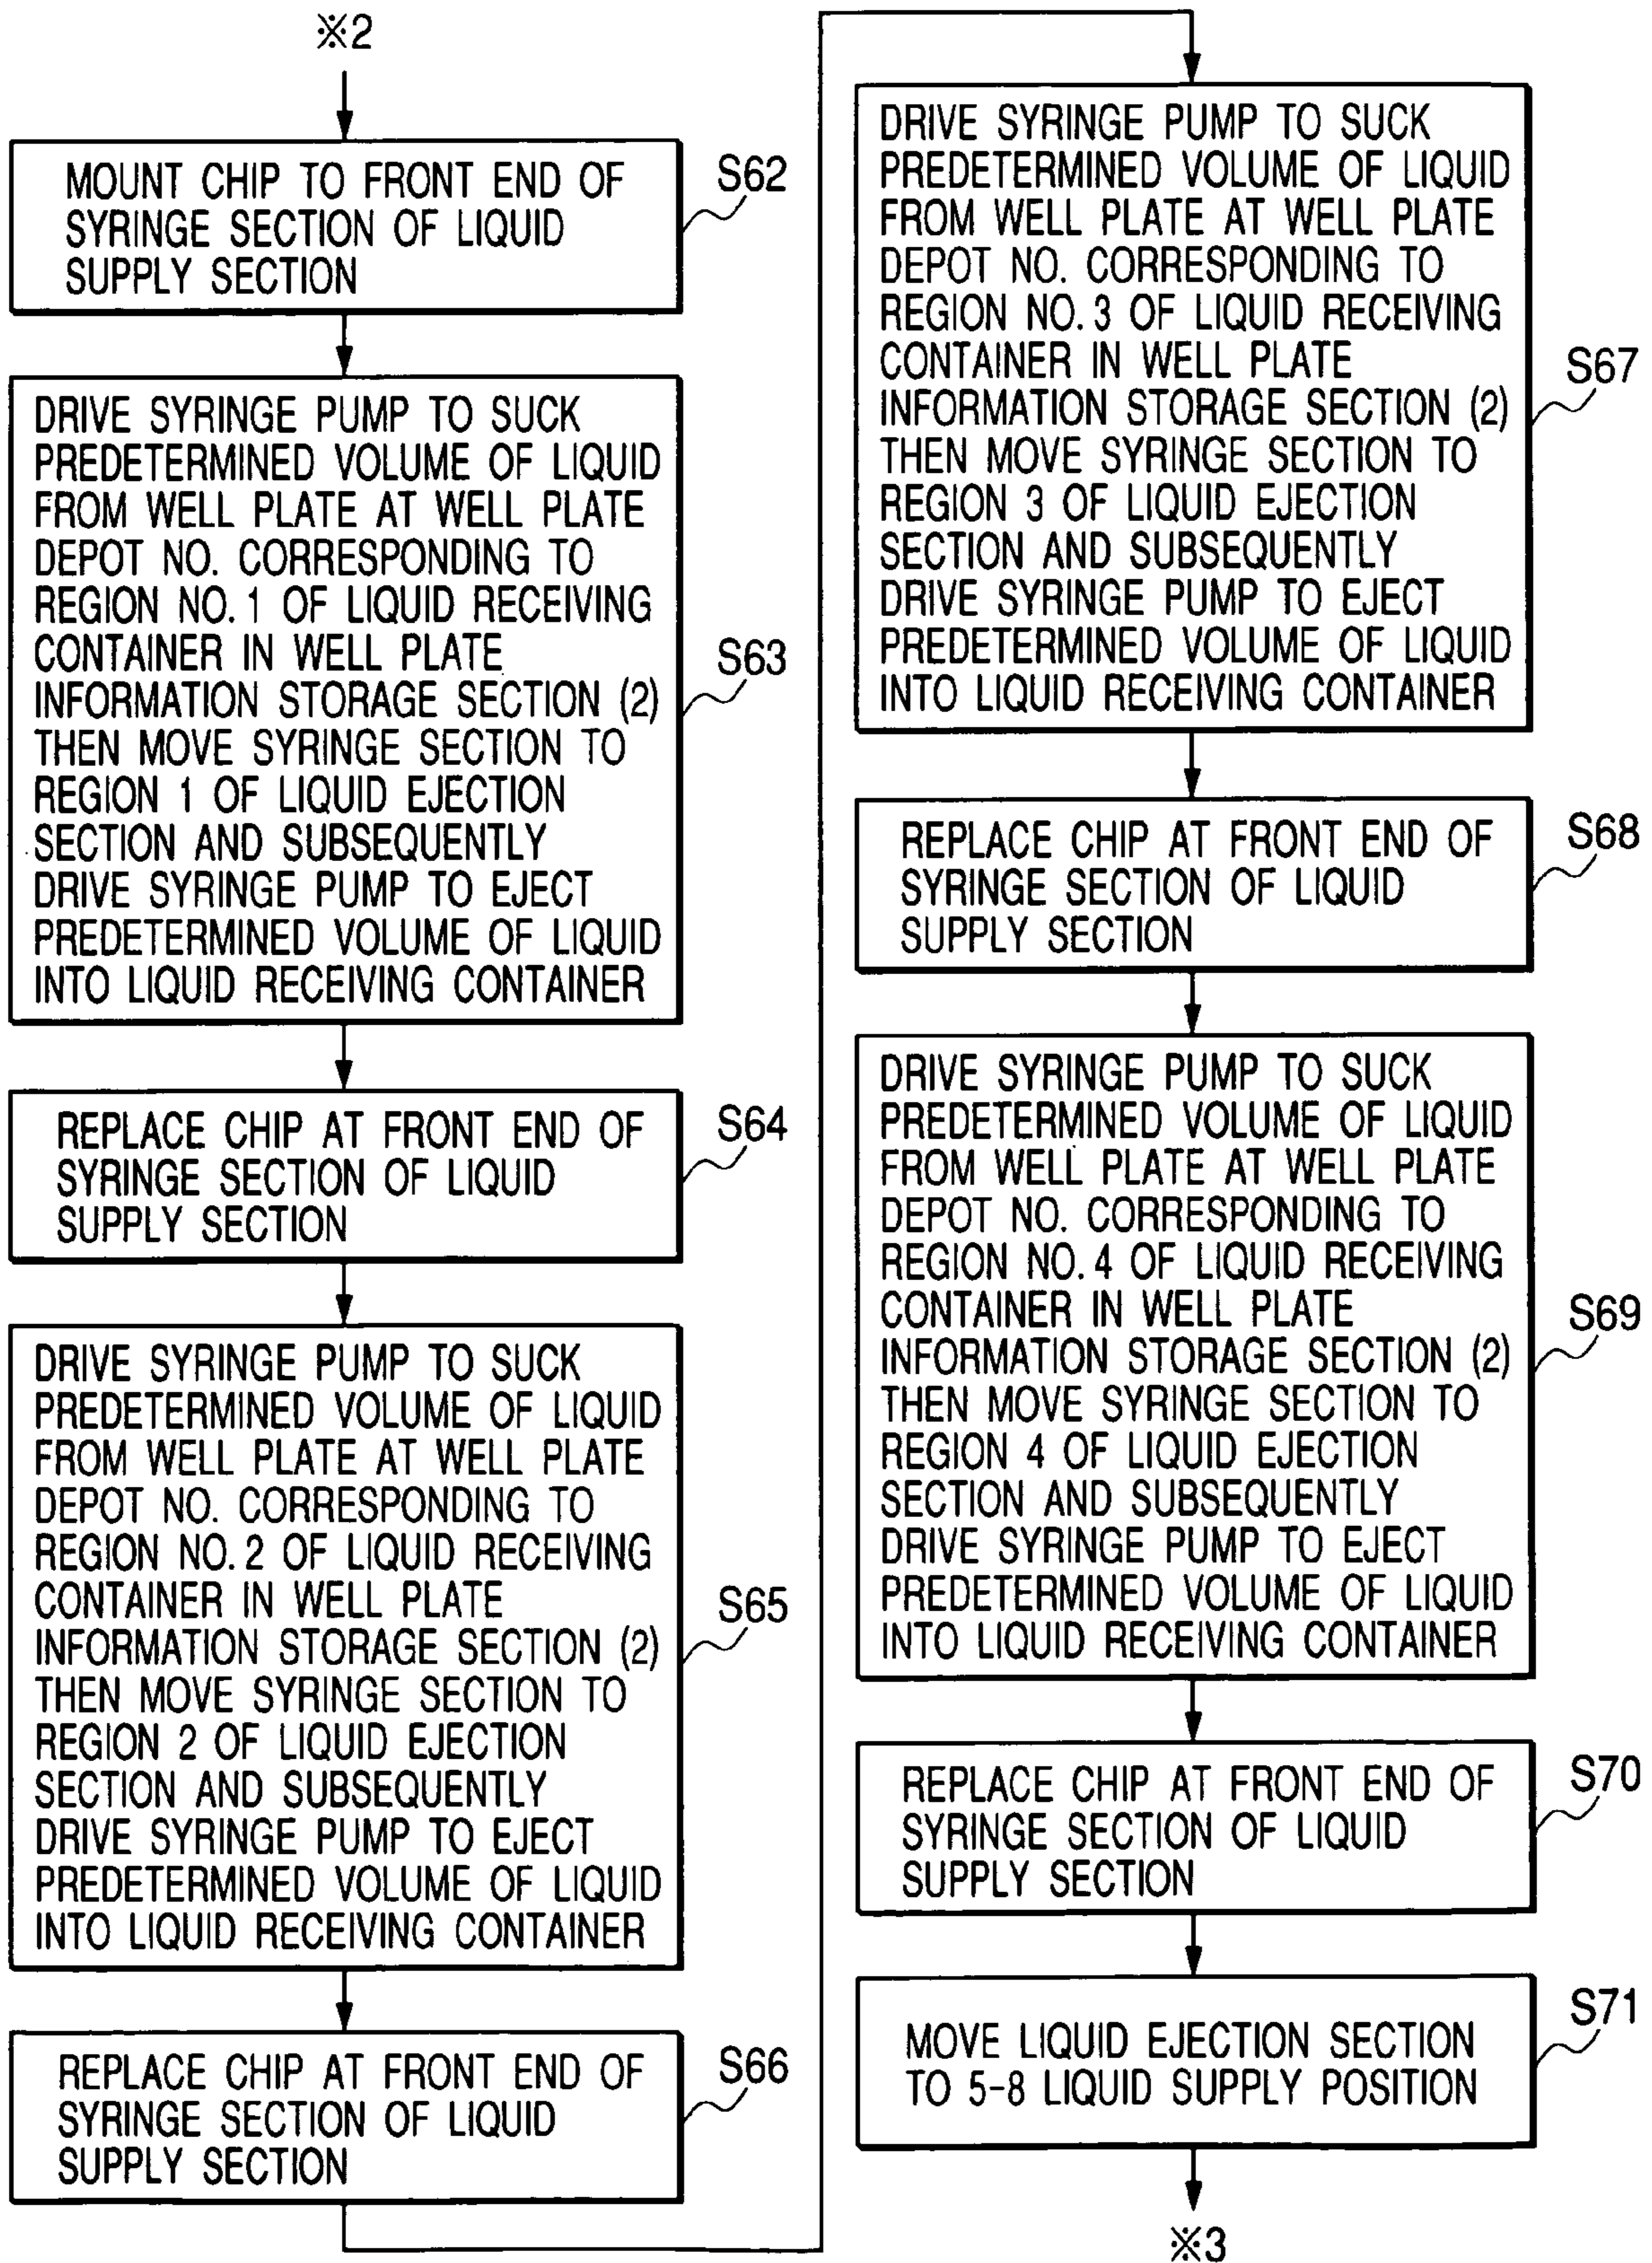 ※2
MOUNT CHIP TO FRONT END OF
SYRINGE SECTION OF LIQUID
SUPPLY SECTION
S62
DRIVE SYRINGE PUMP TO SUCK
PREDETERMINED VOLUME OF LIQUID
FROM WELL PLATE AT WELL PLATE
DEPOT NO. CORRESPONDING TO
REGION NO. 1 OF LIQUID RECEIVING
CONTAINER IN WELL PLATE
INFORMATION STORAGE SECTION (2)
THEN MOVE SYRINGE SECTION TO
REGION 1 OF LIQUID EJECTION
SECTION AND SUBSEQUENTLY
DRIVE SYRINGE PUMP TO EJECT
PREDETERMINED VOLUME OF LIQUID
INTO LIQUID RECEIVING CONTAINER
S63
REPLACE CHIP AT FRONT END OF
SYRINGE SECTION OF LIQUID
SUPPLY SECTION
S64
DRIVE SYRINGE PUMP TO SUCK
PREDETERMINED VOLUME OF LIQUID
FROM WELL PLATE AT WELL PLATE
DEPOT NO. CORRESPONDING TO
REGION NO. 2 OF LIQUID RECEIVING
CONTAINER IN WELL PLATE
INFORMATION STORAGE SECTION (2)
THEN MOVE SYRINGE SECTION TO
REGION 2 OF LIQUID EJECTION
SECTION AND SUBSEQUENTLY
DRIVE SYRINGE PUMP TO EJECT
PREDETERMINED VOLUME OF LIQUID
INTO LIQUID RECEIVING CONTAINER
S65
REPLACE CHIP AT FRONT END OF
SYRINGE SECTION OF LIQUID
SUPPLY SECTION
S66
DRIVE SYRINGE PUMP TO SUCK
PREDETERMINED VOLUME OF LIQUID
FROM WELL PLATE AT WELL PLATE
DEPOT NO. CORRESPONDING TO
REGION NO. 3 OF LIQUID RECEIVING
CONTAINER IN WELL PLATE
INFORMATION STORAGE SECTION (2)
THEN MOVE SYRINGE SECTION TO
REGION 3 OF LIQUID EJECTION
SECTION AND SUBSEQUENTLY
DRIVE SYRINGE PUMP TO EJECT
PREDETERMINED VOLUME OF LIQUID
INTO LIQUID RECEIVING CONTAINER
S67
REPLACE CHIP AT FRONT END OF
SYRINGE SECTION OF LIQUID
SUPPLY SECTION
S68
DRIVE SYRINGE PUMP TO SUCK
PREDETERMINED VOLUME OF LIQUID
FROM WELL PLATE AT WELL PLATE
DEPOT NO. CORRESPONDING TO
REGION NO. 4 OF LIQUID RECEIVING
CONTAINER IN WELL PLATE
INFORMATION STORAGE SECTION (2)
THEN MOVE SYRINGE SECTION TO
REGION 4 OF LIQUID EJECTION
SECTION AND SUBSEQUENTLY
DRIVE SYRINGE PUMP TO EJECT
PREDETERMINED VOLUME OF LIQUID
INTO LIQUID RECEIVING CONTAINER
S69
REPLACE CHIP AT FRONT END OF
SYRINGE SECTION OF LIQUID
SUPPLY SECTION
S70
MOVE LIQUID EJECTION SECTION
TO 5-8 LIQUID SUPPLY POSITION
S71
※3